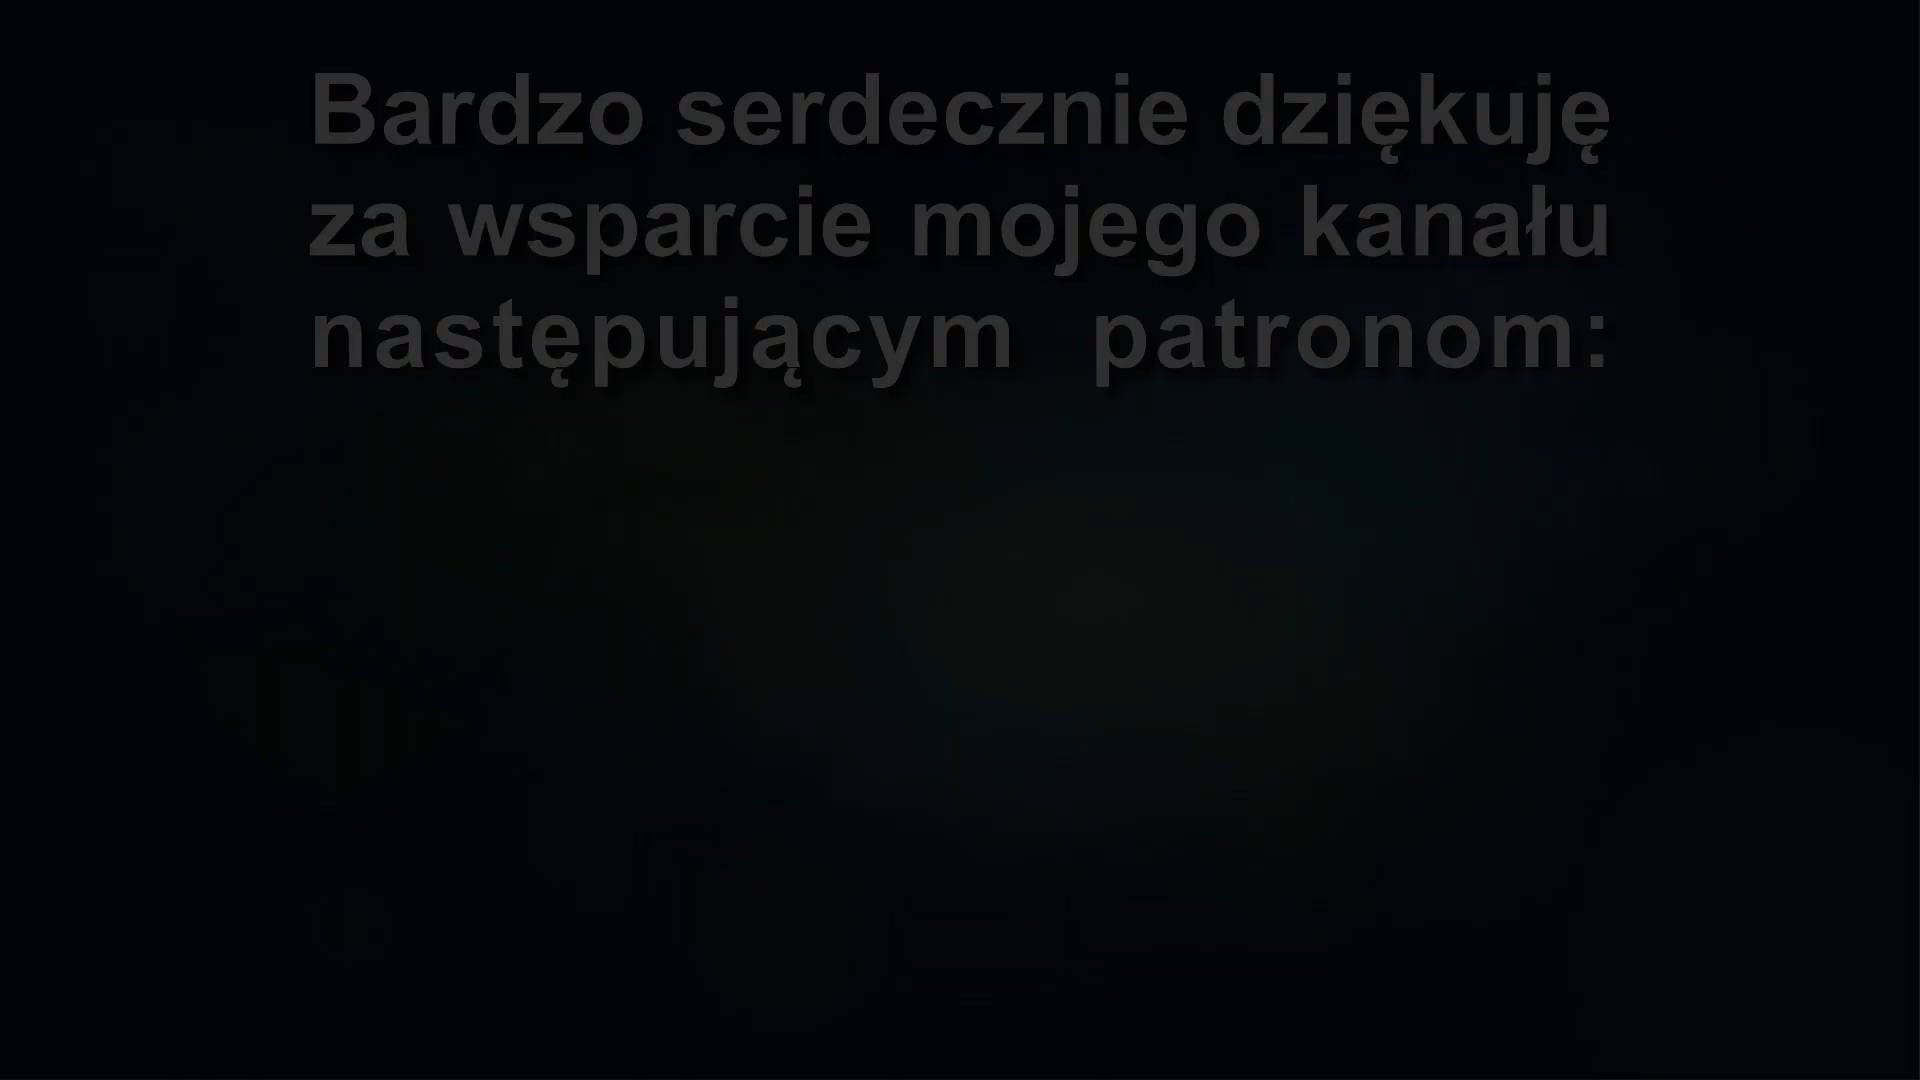 Bardzo serdecznie dziękuję
za wsparcie mojego kanału
następującym patronom: